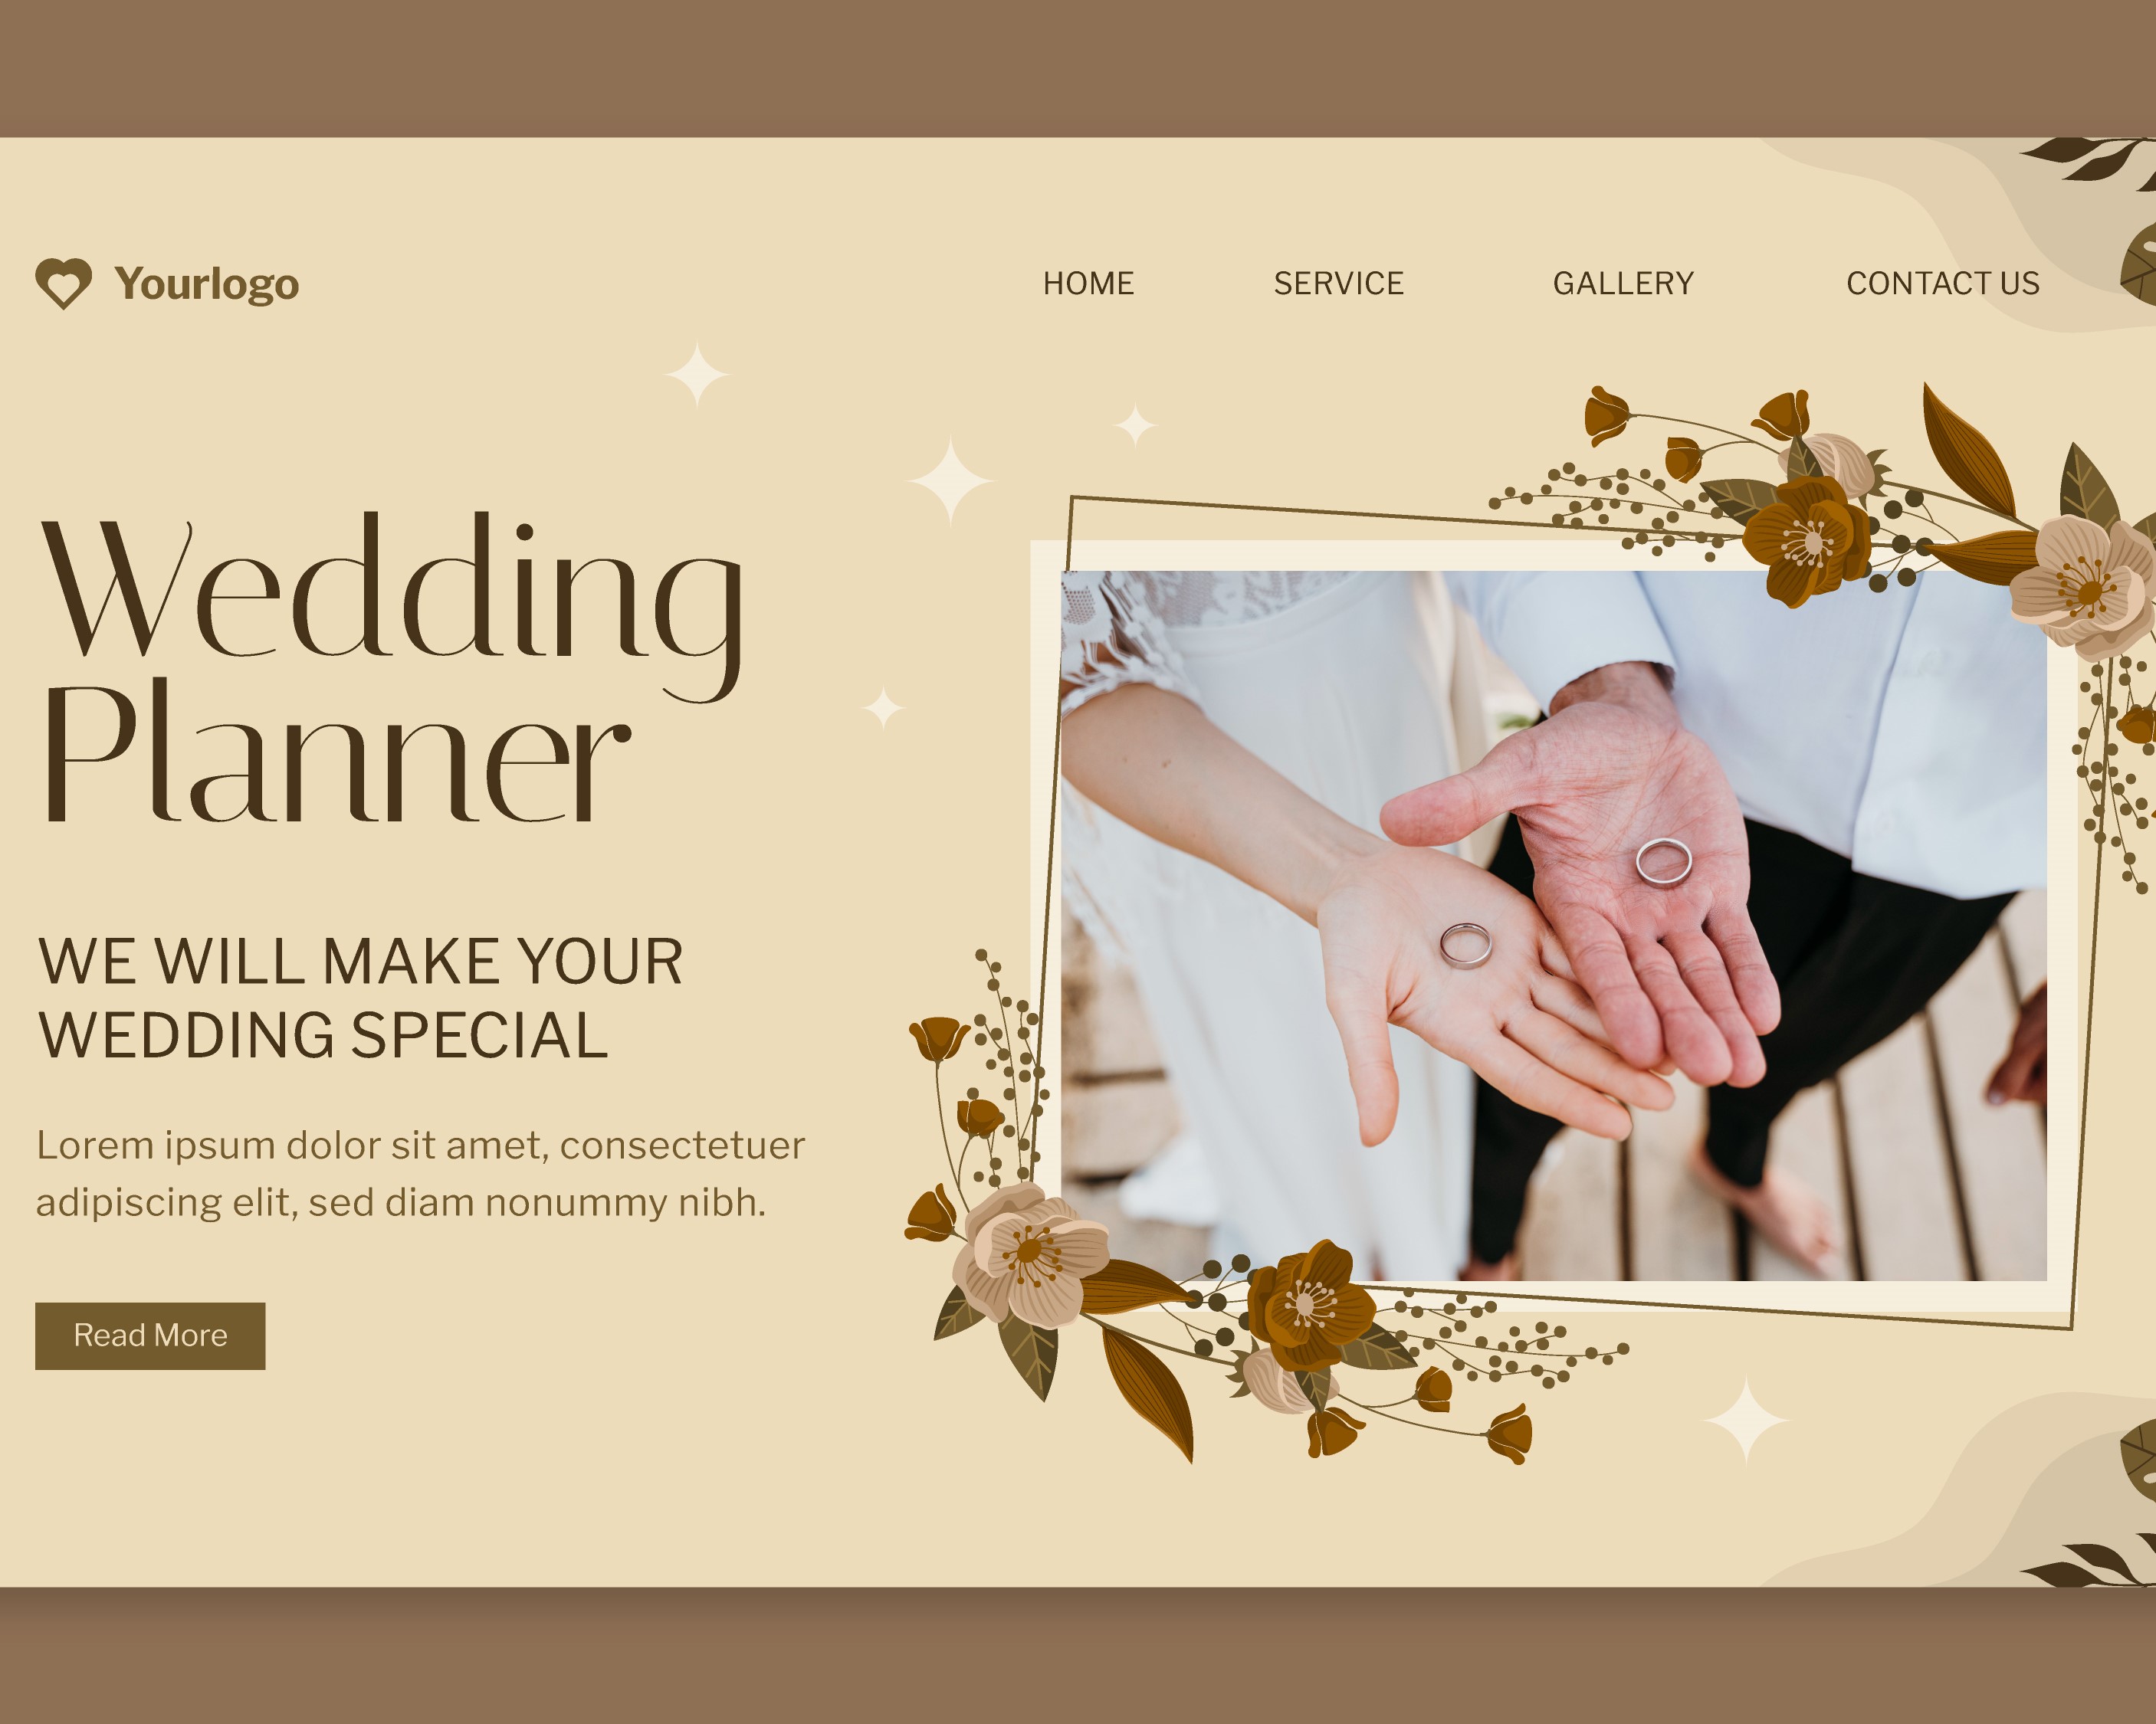 Yourlogo
HOME
SERVICE
GALLERY
CONTACT US
Wedding
Planner
WE WILL MAKE YOUR
WEDDING SPECIAL
Lorem ipsum dolor sit amet, consectetuer
adipiscing elit, sed diam nonummy nibh.
Read More